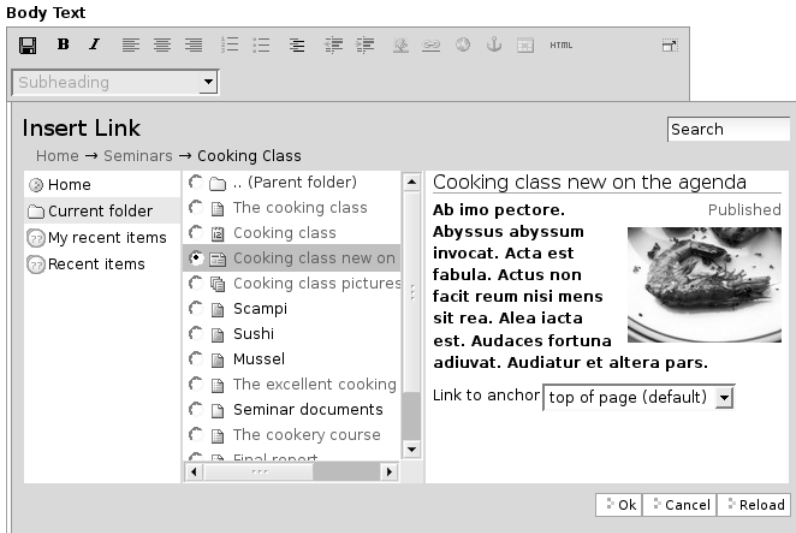 Body Text
B I HTML
Subheading
Insert Link
Search
Home → Seminars → Cooking Class
Home
Current folder
My recent items
Recent items
.. (Parent folder)
The cooking class
Cooking class
Cooking class new on
Cooking class pictures
Scampi
Sushi
Mussel
The excellent cooking
Seminar documents
The cookery course
Final report
Cooking class new on the agenda
Published
Ab imo pectore.
Abyssus abyssum
invocat. Acta est
fabula. Actus non
facit reum nisi mens
sit rea. Alea iacta
est. Audaces fortuna
adiuvat. Audiatur et altera pars.
Link to anchor top of page (default)
Ok Cancel Reload